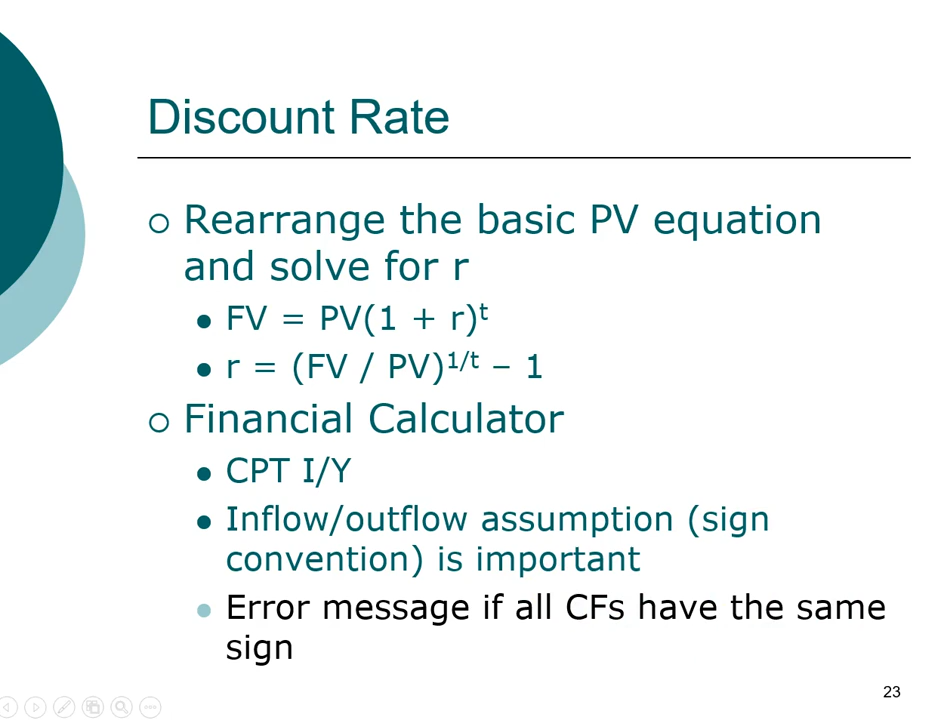 Discount Rate
Rearrange the basic PV equation
and solve for r
FV = PV(1 + r)ᵗ
r = (FV / PV)¹/ᵗ – 1
Financial Calculator
CPT I/Y
Inflow/outflow assumption (sign
convention) is important
Error message if all CFs have the same
sign
23